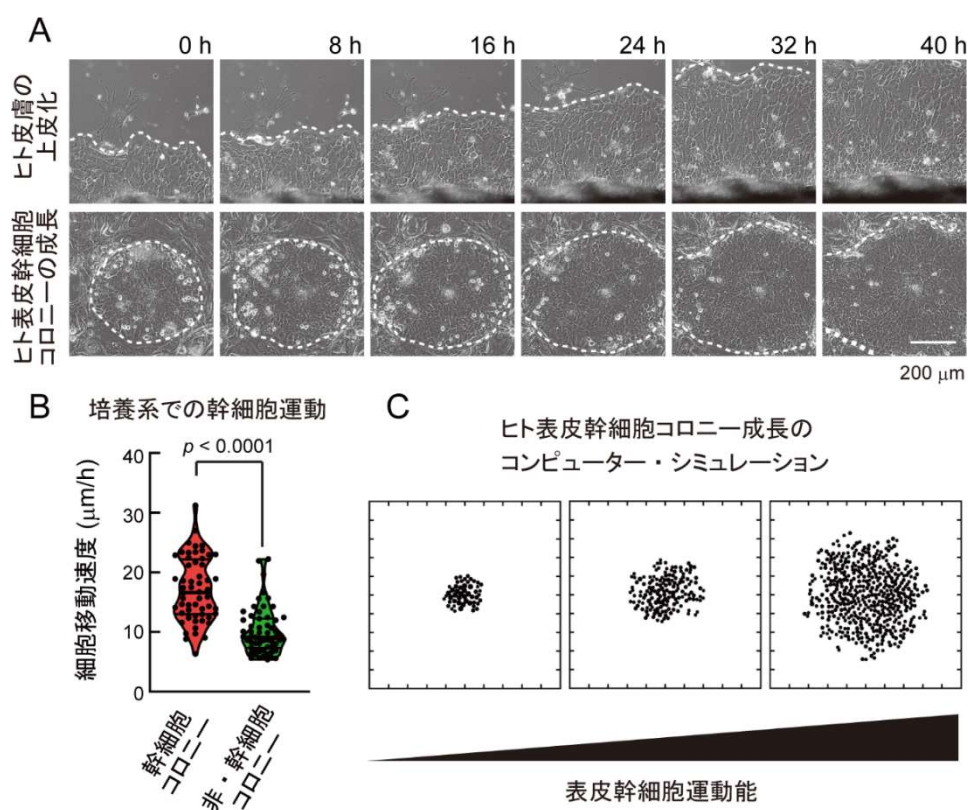 A
0 h
8 h
16 h
24 h
32 h
40 h
ヒト皮膚の
上皮化
ヒト表皮幹細胞
コロニーの成長
200 μm
B
培養系での幹細胞運動
p < 0.0001
細胞移動速度 (μm/h)
40
30
20
10
0
幹細胞
コロニー
非・幹細胞
コロニー
C
ヒト表皮幹細胞コロニー成長の
コンピューター・シミュレーション
表皮幹細胞運動能